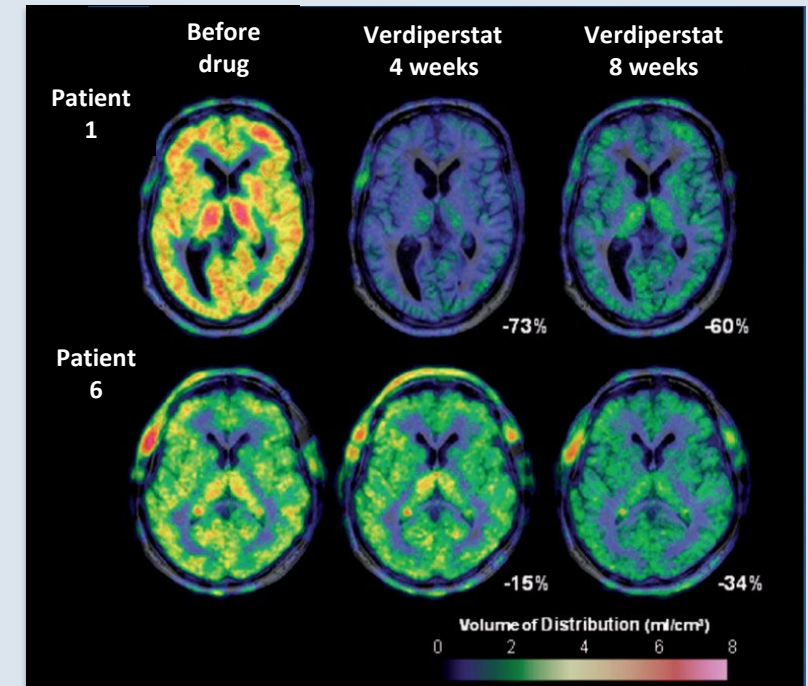 Before
drug
Verdiperstat
4 weeks
Verdiperstat
8 weeks
Patient
1
-73%
-60%
Patient
6
-15%
-34%
Volume of Distribution (ml/cm³)
0 2 4 6 8